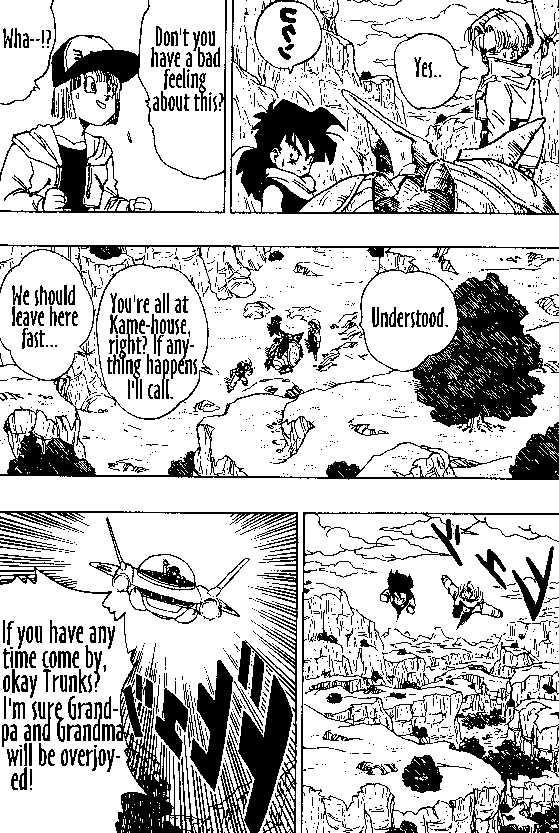 Yes..
Don't you
have a bad
feeling
about this?
Wha--!?
Understood.
You're all at
Kame-house,
right? If any-
thing happens
I'll call.
We should
leave here
fast...
If you have any
time come by,
okay Trunks?
I'm sure Grand-
pa and Grandma
will be overjoy-
ed!